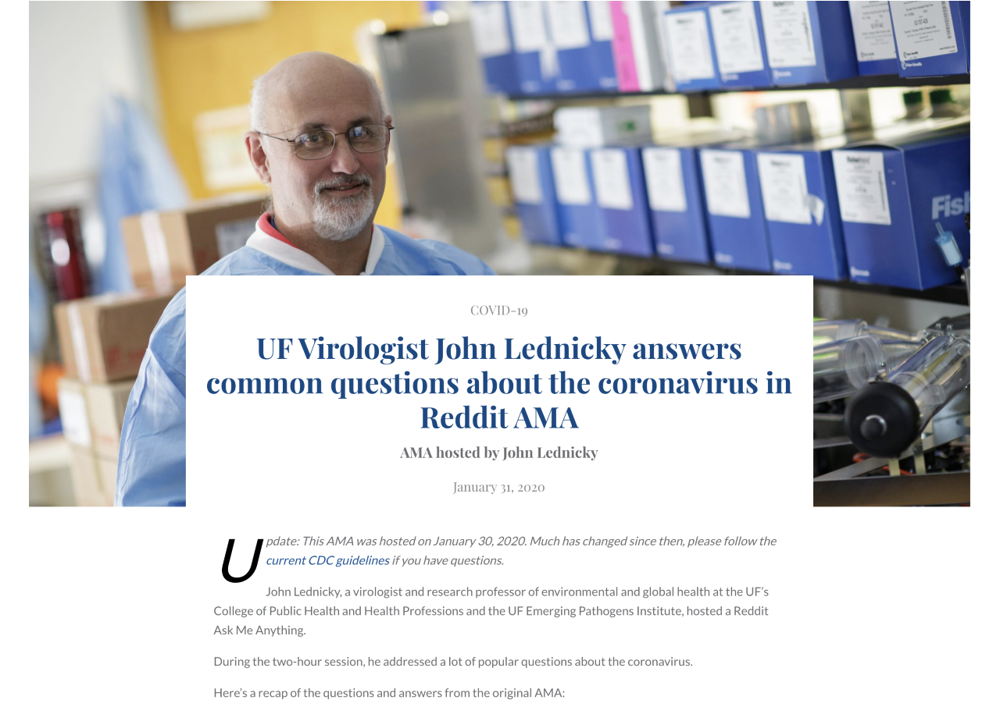 Fis
COVID-19
UF Virologist John Lednicky answers
common questions about the coronavirus in
Reddit AMA
AMA hosted by John Lednicky
January 31, 2020
Update: This AMA was hosted on January 30, 2020. Much has changed since then, please follow the
current CDC guidelines if you have questions.
John Lednicky, a virologist and research professor of environmental and global health at the UF’s
College of Public Health and Health Professions and the UF Emerging Pathogens Institute, hosted a Reddit
Ask Me Anything.
During the two-hour session, he addressed a lot of popular questions about the coronavirus.
Here’s a recap of the questions and answers from the original AMA: